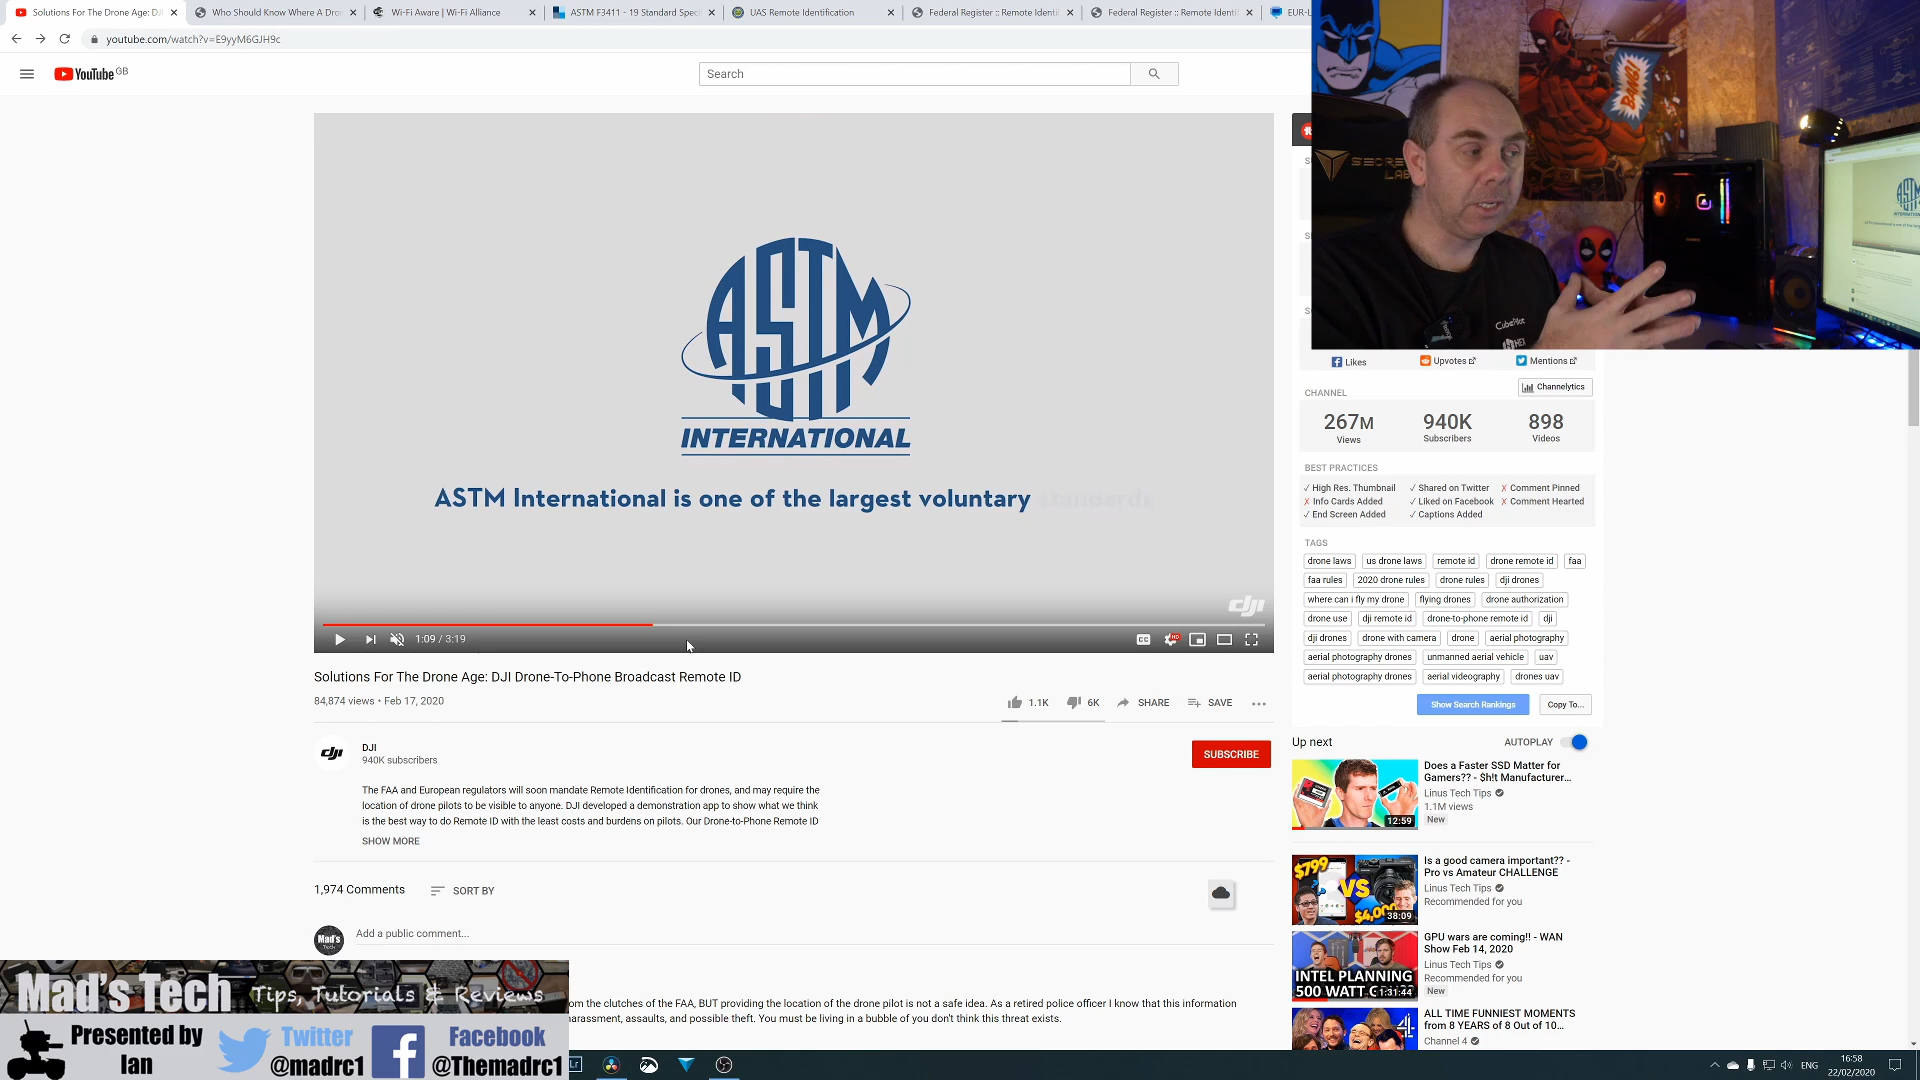 Solutions For The Drone Age: DJ
Who Should Know Where A Dro
Wi-Fi Aware | Wi-Fi Alliance
ASTM F3411 - 19 Standard Speci
UAS Remote Identification
Federal Register :: Remote Identi
Federal Register :: Remote Identi
EUR-L
youtube.com/watch?v=E9yyM6GJH9c
YouTube GB
Search
BANG!
SECRE
LAB
ASTM
INTERNATIONAL
ASTM International is one of the largest voluntary standards
dji
1:09 / 3:19
CC
HD
CubePilot
Likes
Upvotes
Mentions
CHANNEL
Channelytics
267M
940K
898
Views
Subscribers
Videos
BEST PRACTICES
✓ High Res. Thumbnail
✓ Shared on Twitter
✗ Comment Pinned
✗ Info Cards Added
✓ Liked on Facebook
✗ Comment Hearted
✓ End Screen Added
✓ Captions Added
TAGS
drone laws
us drone laws
remote id
drone remote id
faa
faa rules
2020 drone rules
drone rules
dji drones
where can i fly my drone
flying drones
drone authorization
drone use
dji remote id
drone-to-phone remote id
dji
dji drones
drone with camera
drone
aerial photography
aerial photography drones
unmanned aerial vehicle
uav
aerial photography drones
aerial videography
drones uav
Show Search Rankings
Copy To...
Solutions For The Drone Age: DJI Drone-To-Phone Broadcast Remote ID
84,874 views • Feb 17, 2020
1.1K
6K
SHARE
SAVE
dji
DJI
940K subscribers
SUBSCRIBE
The FAA and European regulators will soon mandate Remote Identification for drones, and may require the
location of drone pilots to be visible to anyone. DJI developed a demonstration app to show what we think
is the best way to do Remote ID with the least costs and burdens on pilots. Our Drone-to-Phone Remote ID
SHOW MORE
1,974 Comments
SORT BY
Mad's
Tech
Add a public comment...
om the clutches of the FAA, BUT providing the location of the drone pilot is not a safe idea. As a retired police officer I know that this information
harassment, assaults, and possible theft. You must be living in a bubble of you don't think this threat exists.
Up next
AUTOPLAY
Does a Faster SSD Matter for
Gamers?? - $h!t Manufacturer...
Linus Tech Tips
1.1M views
New
12:59
Is a good camera important?? -
Pro vs Amateur CHALLENGE
Linus Tech Tips
Recommended for you
$799
VS
$4,000
38:09
GPU wars are coming!! - WAN
Show Feb 14, 2020
Linus Tech Tips
Recommended for you
New
INTEL PLANNING
500 WATT G
1:31:44
ALL TIME FUNNIEST MOMENTS
from 8 YEARS of 8 Out of 10...
Channel 4
Mad's Tech
Tips, Tutorials & Reviews
Presented by
Ian
Twitter
@madrc1
Facebook
@Themadrc1
Lr
ENG
16:58
22/02/2020